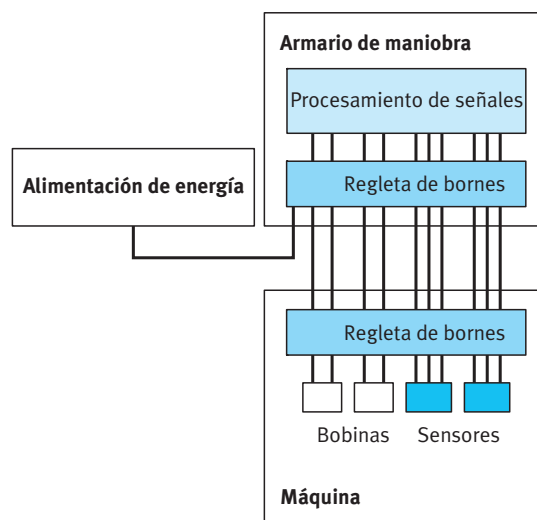 Armario de maniobra
Procesamiento de señales
Alimentación de energía
Regleta de bornes
Regleta de bornes
Bobinas
Sensores
Máquina